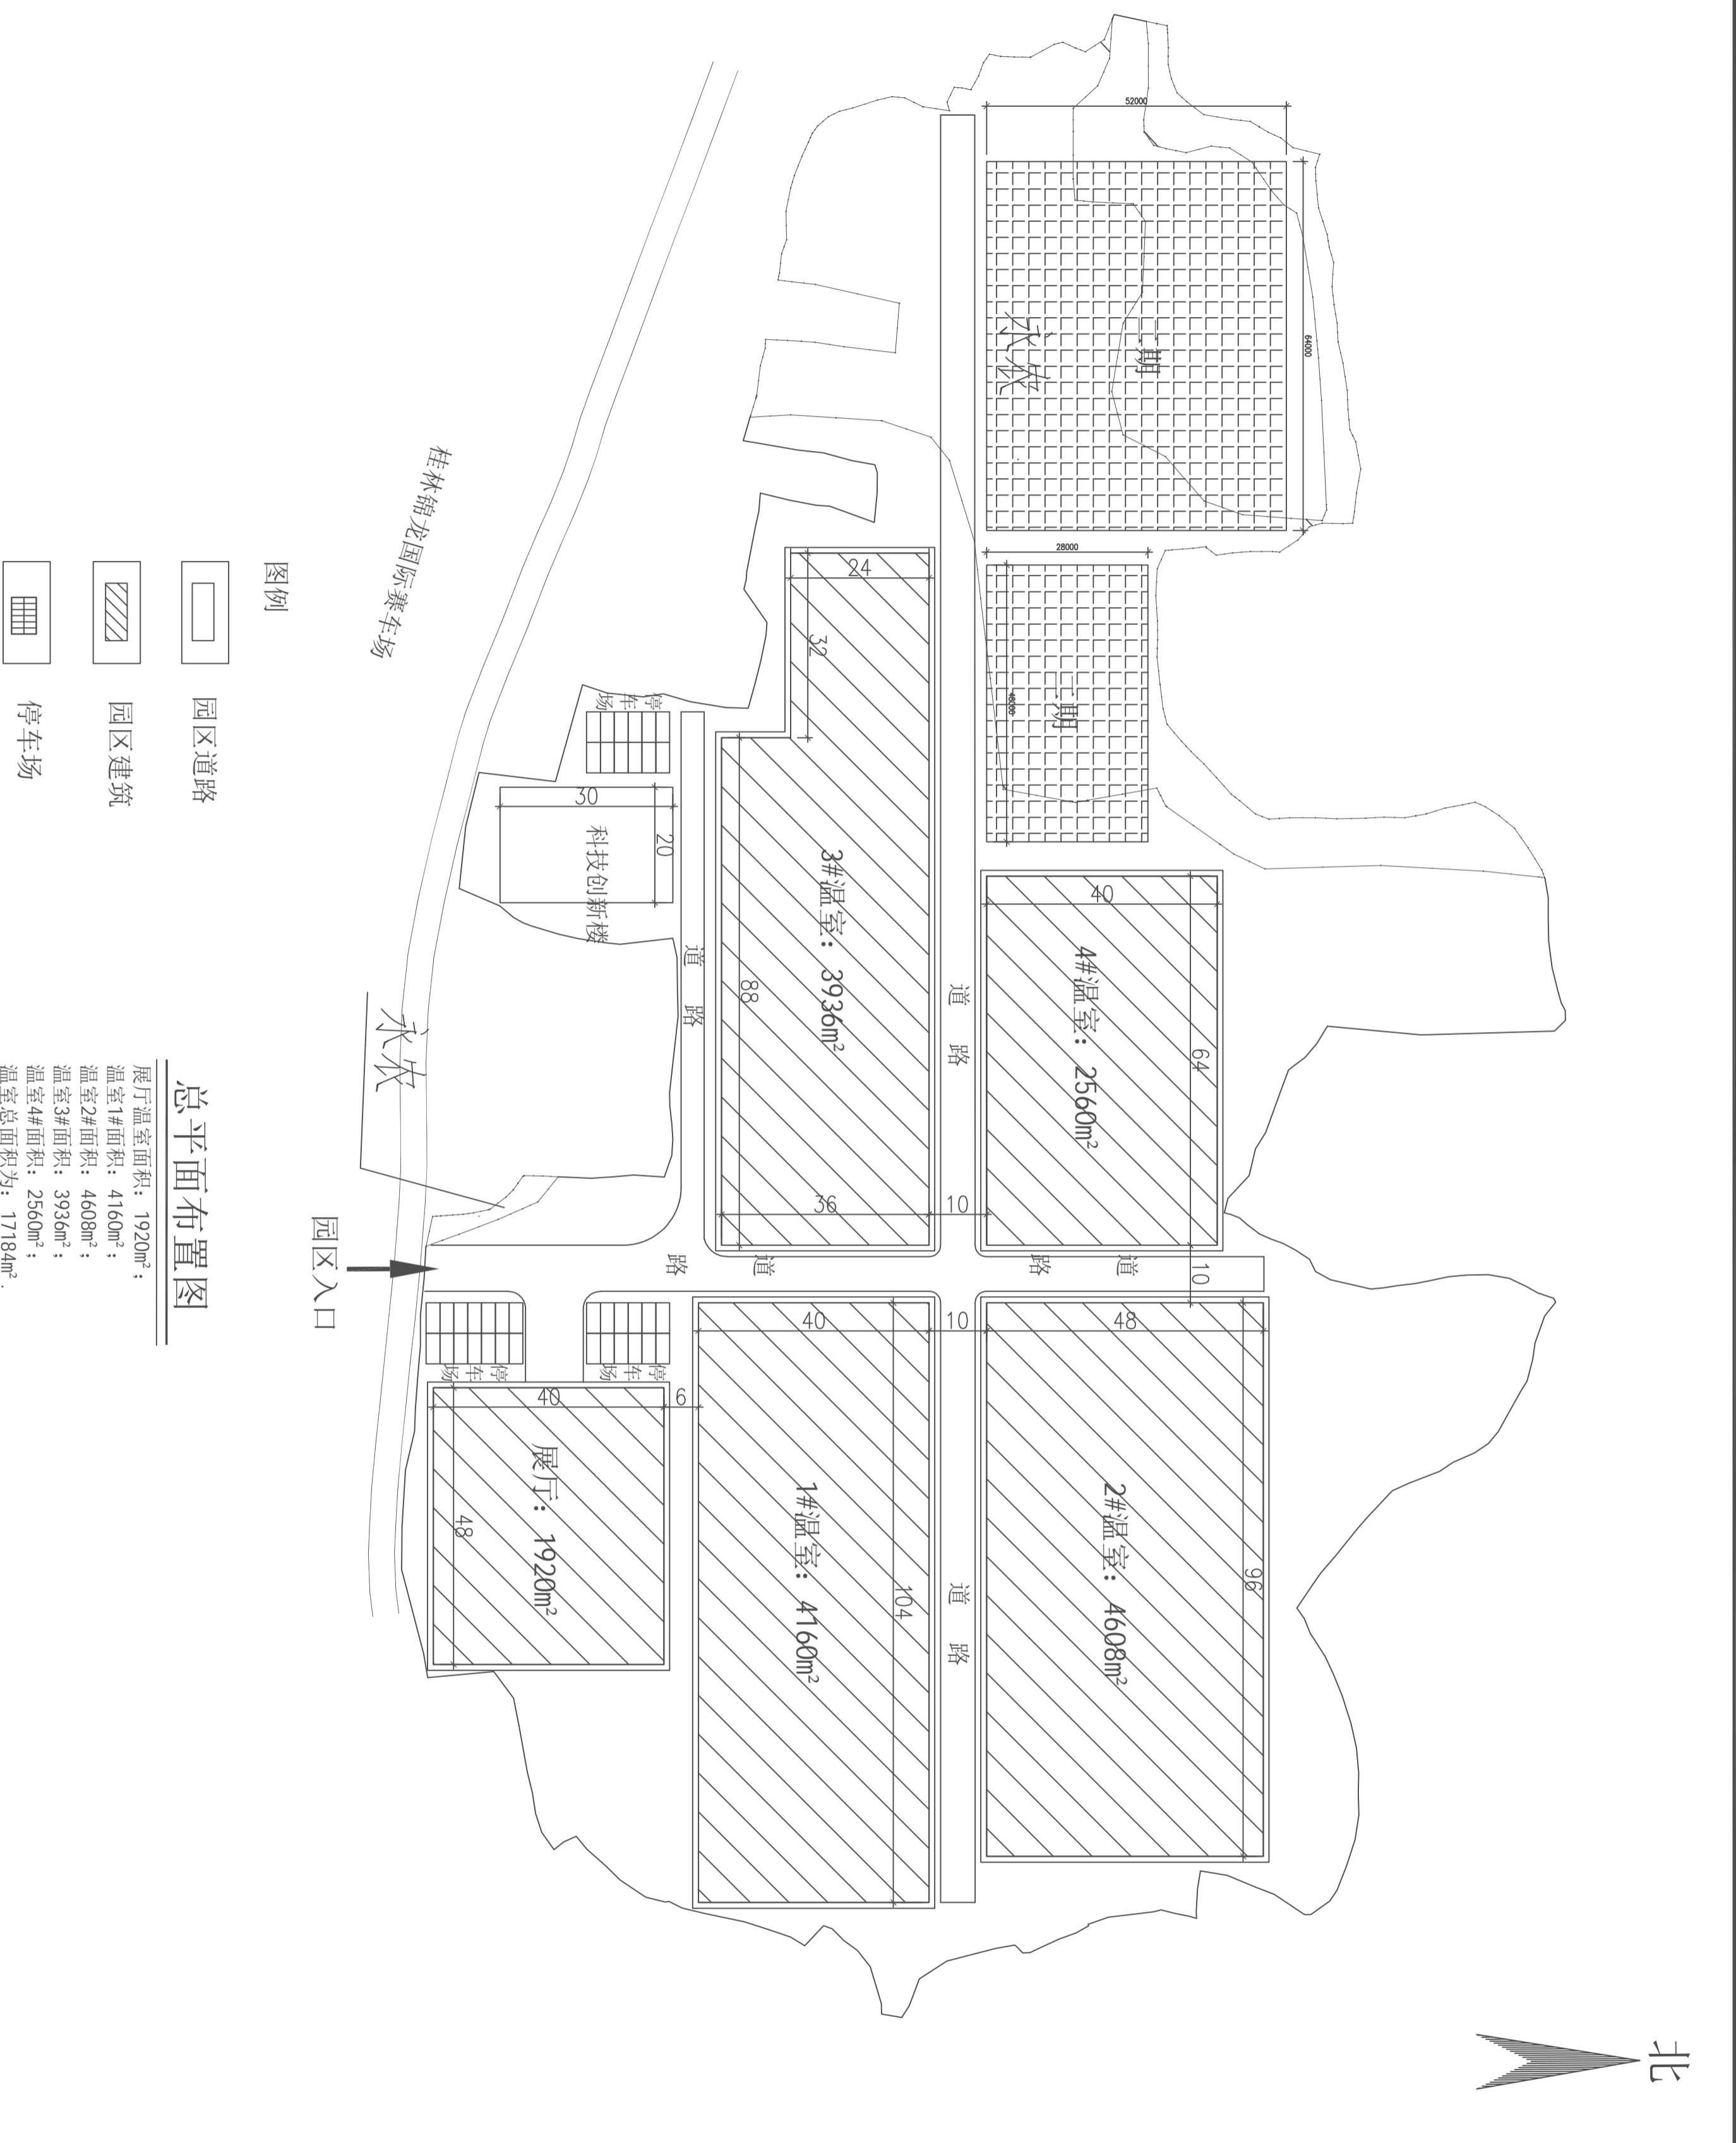 北
52000
64000
二期
永农
28000
48000
二期
24
32
3#温室: 3936m²
88
36
10
40
4#温室: 2560m²
64
10
道路
道路
道路
道路
道路
停车场
30
20
科技创新楼
桂林锦龙国际赛车场
永农
园区入口
停车场
停车场
40
6
48
展厅: 1920m²
40
10
48
1#温室: 4160m²
104
2#温室: 4608m²
96
图例
园区道路
园区建筑
停车场
总平面布置图
展厅温室面积: 1920m²;
温室1#面积: 4160m²;
温室2#面积: 4608m²;
温室3#面积: 3936m²;
温室4#面积: 2560m²;
温室总面积为: 17184m².